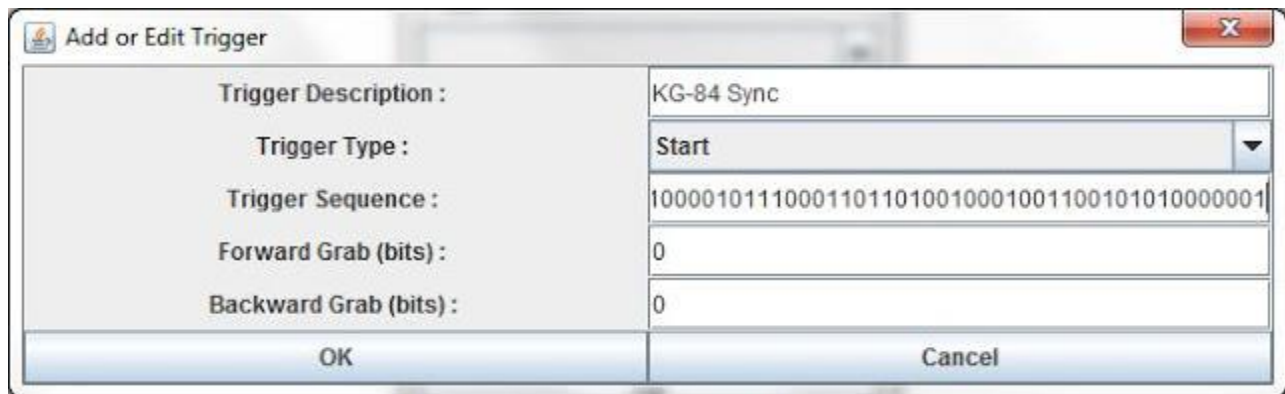 Add or Edit Trigger
Trigger Description : KG-84 Sync
Trigger Type : Start
Trigger Sequence : 100001011100011011010010001001100101010000001
Forward Grab (bits) : 0
Backward Grab (bits) : 0
OK Cancel